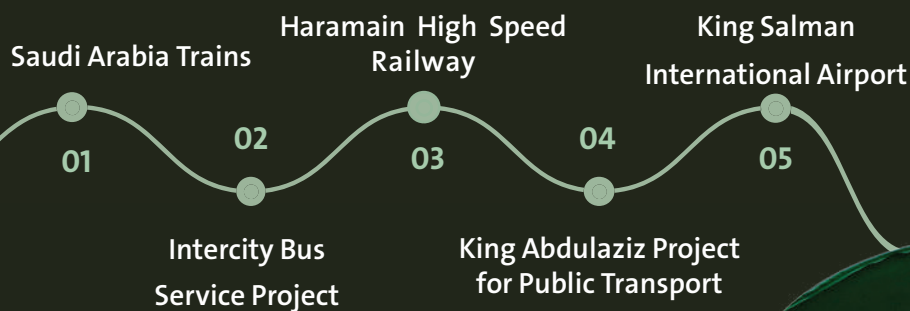 Saudi Arabia Trains
01
02
Intercity Bus
Service Project
Haramain High Speed
Railway
03
04
King Abdulaziz Project
for Public Transport
King Salman
International Airport
05